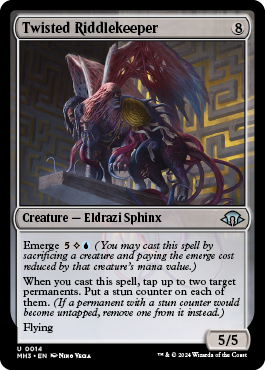 Twisted Riddlekeeper 8
Creature — Eldrazi Sphinx
Emerge 5 (You may cast this spell by
sacrificing a creature and paying the emerge cost
reduced by that creature's mana value.)
When you cast this spell, tap up to two target
permanents. Put a stun counter on each of
them. (If a permanent with a stun counter would
become untapped, remove one from it instead.)
Flying
5/5
U 0014
MH3 • EN Nino Vecia
™ & © 2024 Wizards of the Coast